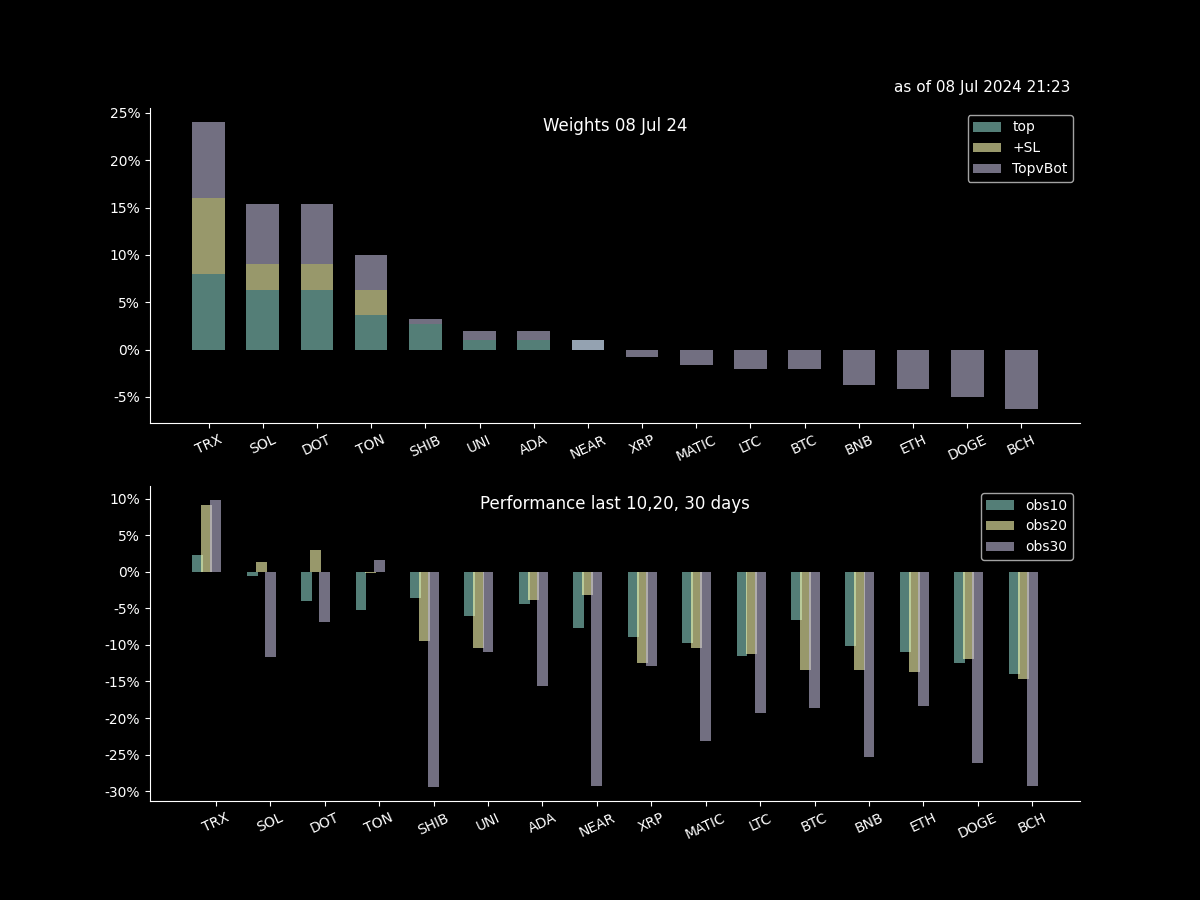 as of 08 Jul 2024 21:23
Weights 08 Jul 24
top
+SL
TopvBot
25%
20%
15%
10%
5%
0%
-5%
TRX SOL DOT TON SHIB UNI ADA NEAR XRP MATIC LTC BTC BNB ETH DOGE BCH
Performance last 10,20, 30 days
obs10
obs20
obs30
10%
5%
0%
-5%
-10%
-15%
-20%
-25%
-30%
TRX SOL DOT TON SHIB UNI ADA NEAR XRP MATIC LTC BTC BNB ETH DOGE BCH